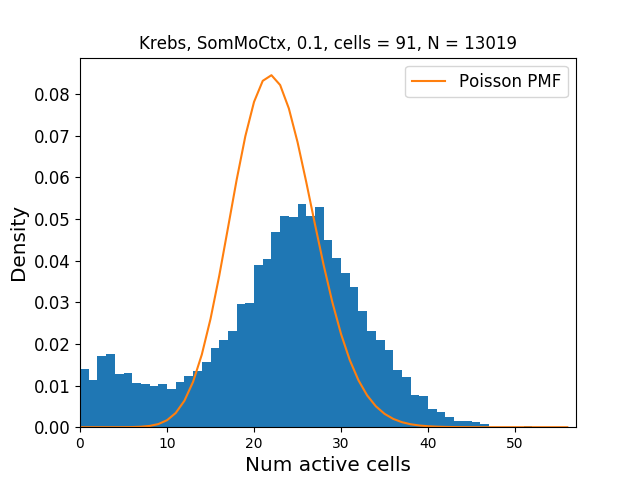 Krebs, SomMoCtx, 0.1, cells = 91, N = 13019
Poisson PMF
Density
0.08
0.07
0.06
0.05
0.04
0.03
0.02
0.01
0.00
0 10 20 30 40 50
Num active cells